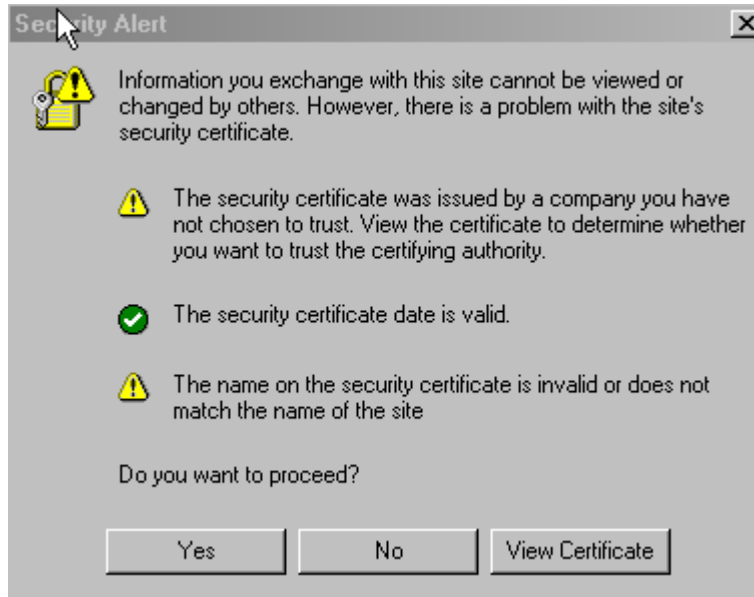 Security Alert
Information you exchange with this site cannot be viewed or
changed by others. However, there is a problem with the site's
security certificate.
The security certificate was issued by a company you have
not chosen to trust. View the certificate to determine whether
you want to trust the certifying authority.
The security certificate date is valid.
The name on the security certificate is invalid or does not
match the name of the site
Do you want to proceed?
Yes
No
View Certificate